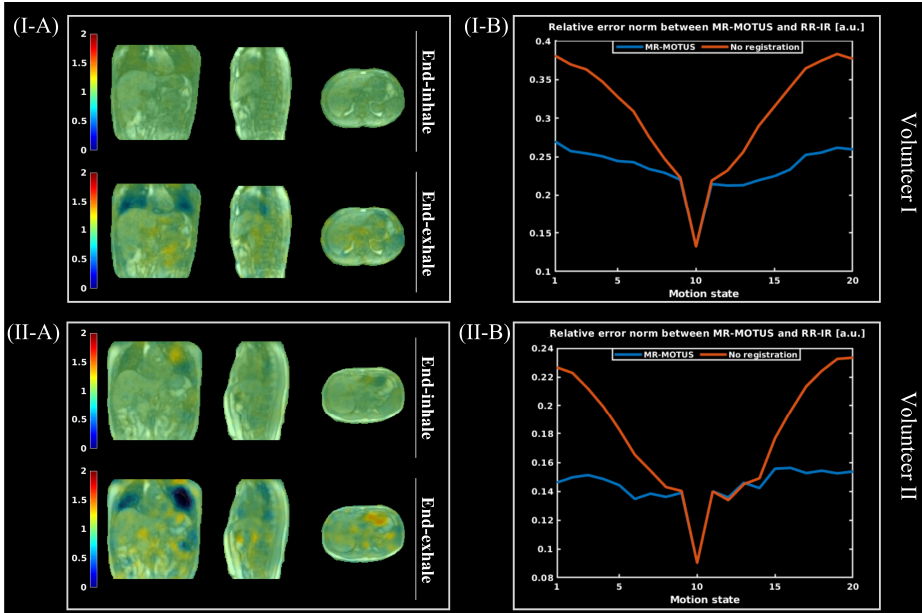 (I-A)
2
1.5
1
0.5
0
End-inhale
2
1.5
1
0.5
0
End-exhale
(I-B)
Relative error norm between MR-MOTUS and RR-IR [a.u.]
MR-MOTUS No registration
0.4
0.35
0.3
0.25
0.2
0.15
0.1
1 5 10 15 20
Motion state
Volunteer I
(II-A)
2
1.5
1
0.5
0
End-inhale
2
1.5
1
0.5
0
End-exhale
(II-B)
Relative error norm between MR-MOTUS and RR-IR [a.u.]
MR-MOTUS No registration
0.24
0.22
0.2
0.18
0.16
0.14
0.12
0.1
0.08
1 5 10 15 20
Motion state
Volunteer II